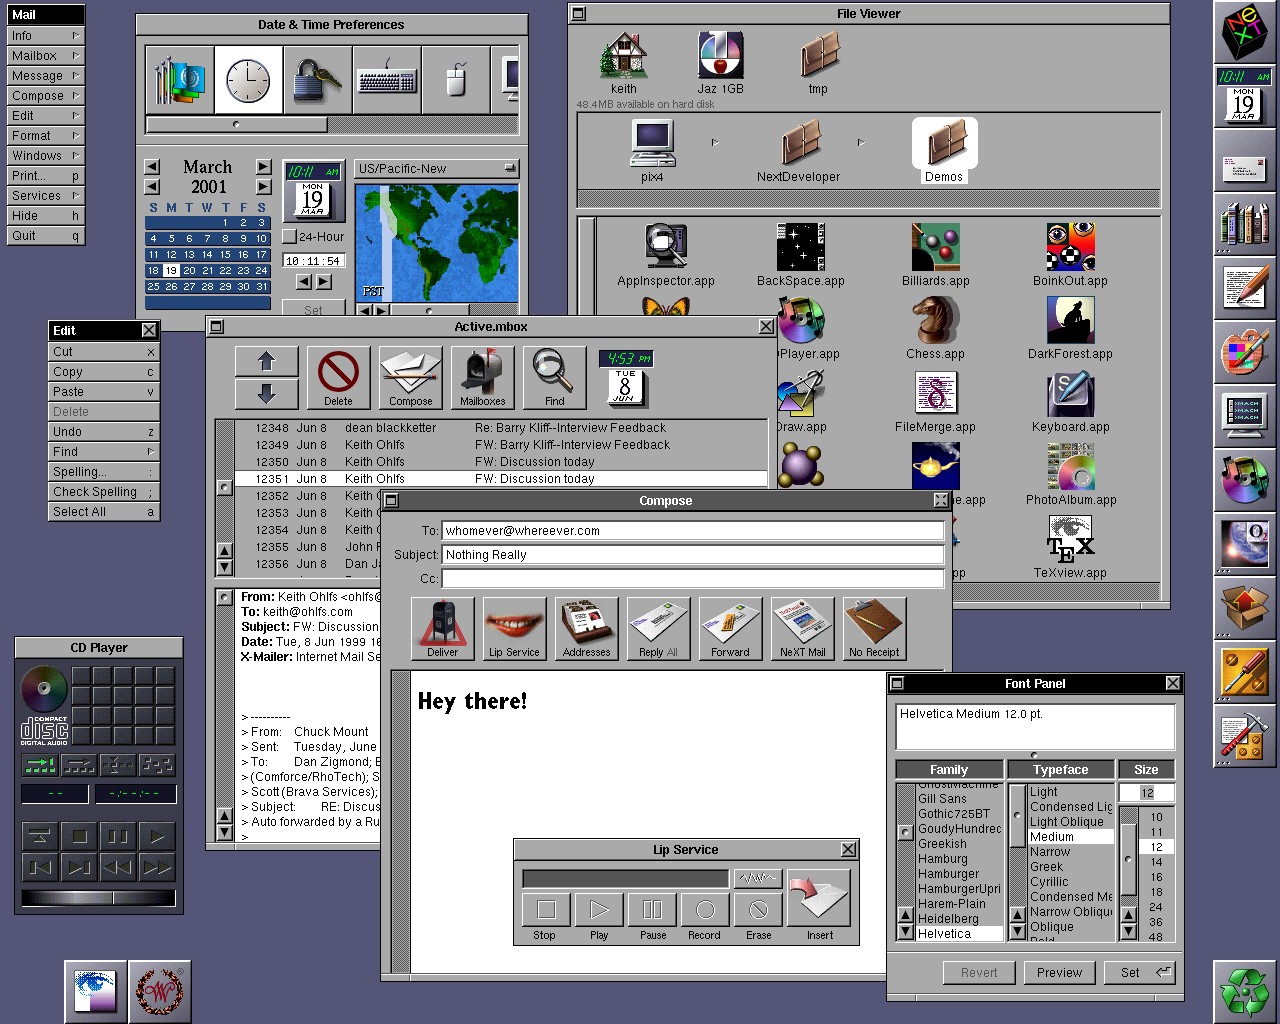 Mail
Info
Mailbox
Message
Compose
Edit
Format
Windows
Print... p
Services
Hide h
Quit q
Date & Time Preferences
March
2001
S M T W T F S
1 2 3
4 5 6 7 8 9 10
11 12 13 14 15 16 17
18 19 20 21 22 23 24
25 26 27 28 29 30 31
10:11 AM
MON
19
MAR
24-Hour
10:11:54
Set
US/Pacific-New
PST
File Viewer
keith
Jaz 1GB
tmp
48.4MB available on hard disk
pix4
NextDeveloper
Demos
AppInspector.app
BackSpace.app
Billiards.app
BoinkOut.app
Player.app
Chess.app
DarkForest.app
Draw.app
FileMerge.app
Keyboard.app
e.app
PhotoAlbum.app
TEX
p
TeXview.app
NeXT
10:11 AM
MON
19
MAR
Edit
Cut x
Copy c
Paste v
Delete
Undo z
Find
Spelling... :
Check Spelling ;
Select All a
Active.mbox
Delete
Compose
Mailboxes
Find
4:53 PM
TUE
8
JUN
12348 Jun 8 dean blacketter Re: Barry Kliff--Interview Feedback
12349 Jun 8 Keith Ohlfs FW: Barry Kliff--Interview Feedback
12350 Jun 8 Keith Ohlfs FW: Discussion today
12351 Jun 8 Keith Ohlfs FW: Discussion today
12352 Jun 8 Keith
12353 Jun 8 Keith
12354 Jun 8 Keith
12355 Jun 8 John F
12356 Jun 8 Dan J
From: Keith Ohlfs <ohlfs@
To: keith@ohlfs.com
Subject: FW: Discussion
Date: Tue, 8 Jun 1999 16
X-Mailer: Internet Mail Se
> ----------
> From: Chuck Mount
> Sent: Tuesday, June
> To: Dan Zigmond; E
> (Comforce/RhoTech); S
> Scott (Brava Services);
> Subject: RE: Discus
> Auto forwarded by a Ru
>
Compose
To: whomever@whereever.com
Subject: Nothing Really
Cc:
Deliver
Lip Service
Addresses
Reply All
Forward
NeXT Mail
No Receipt
Hey there!
Lip Service
Stop
Play
Pause
Record
Erase
Insert
CD Player
COMPACT
disc
DIGITAL AUDIO
Font Panel
Helvetica Medium 12.0 pt.
Family
GhostMachine
Gill Sans
Gothic725BT
GoudyHundrec
Greekish
Hamburg
Hamburger
HamburgerUpri
Harem-Plain
Heidelberg
Helvetica
Typeface
Light
Condensed Lig
Light Oblique
Medium
Narrow
Greek
Cyrillic
Condensed Me
Narrow Obliqu
Oblique
Bold
Size
12
10
11
12
14
16
18
24
36
48
Revert
Preview
Set